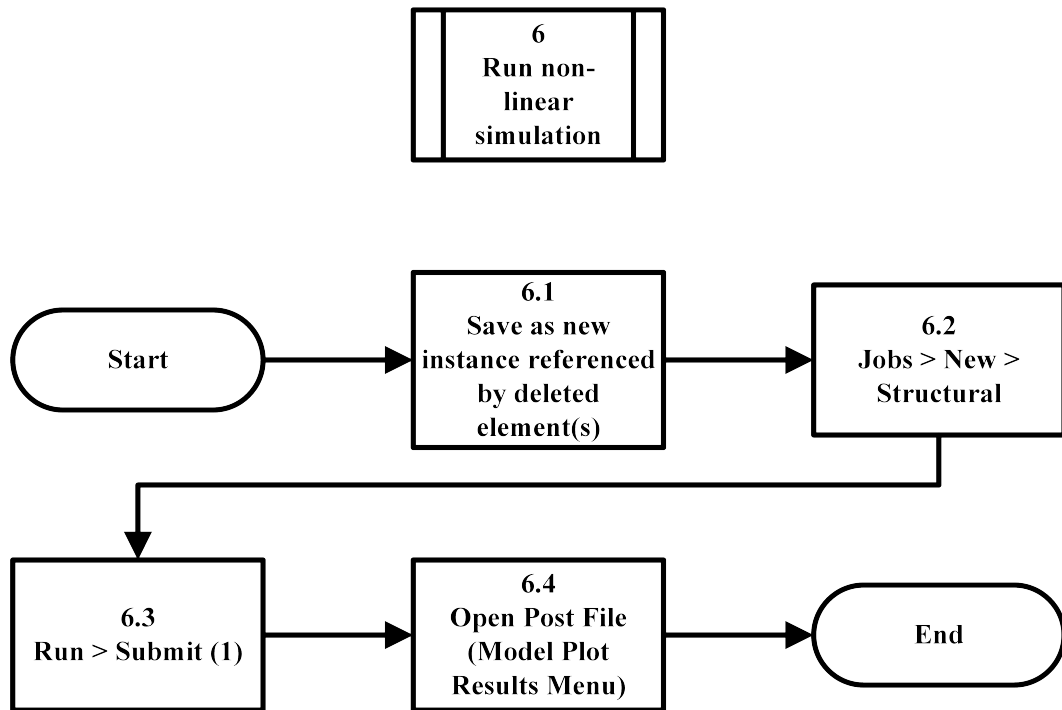 6
Run non-
linear
simulation
Start
6.1
Save as new
instance referenced
by deleted
element(s)
6.2
Jobs > New >
Structural
6.3
Run > Submit (1)
6.4
Open Post File
(Model Plot
Results Menu)
End